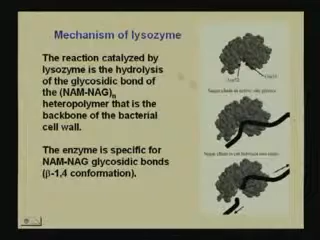 Mechanism of lysozyme
The reaction catalyzed by
lysozyme is the hydrolysis
of the glycosidic bond of
the (NAM-NAG)n
heteropolymer that is the
backbone of the bacterial
cell wall.
The enzyme is specific for
NAM-NAG glycosidic bonds
(β-1,4 conformation).